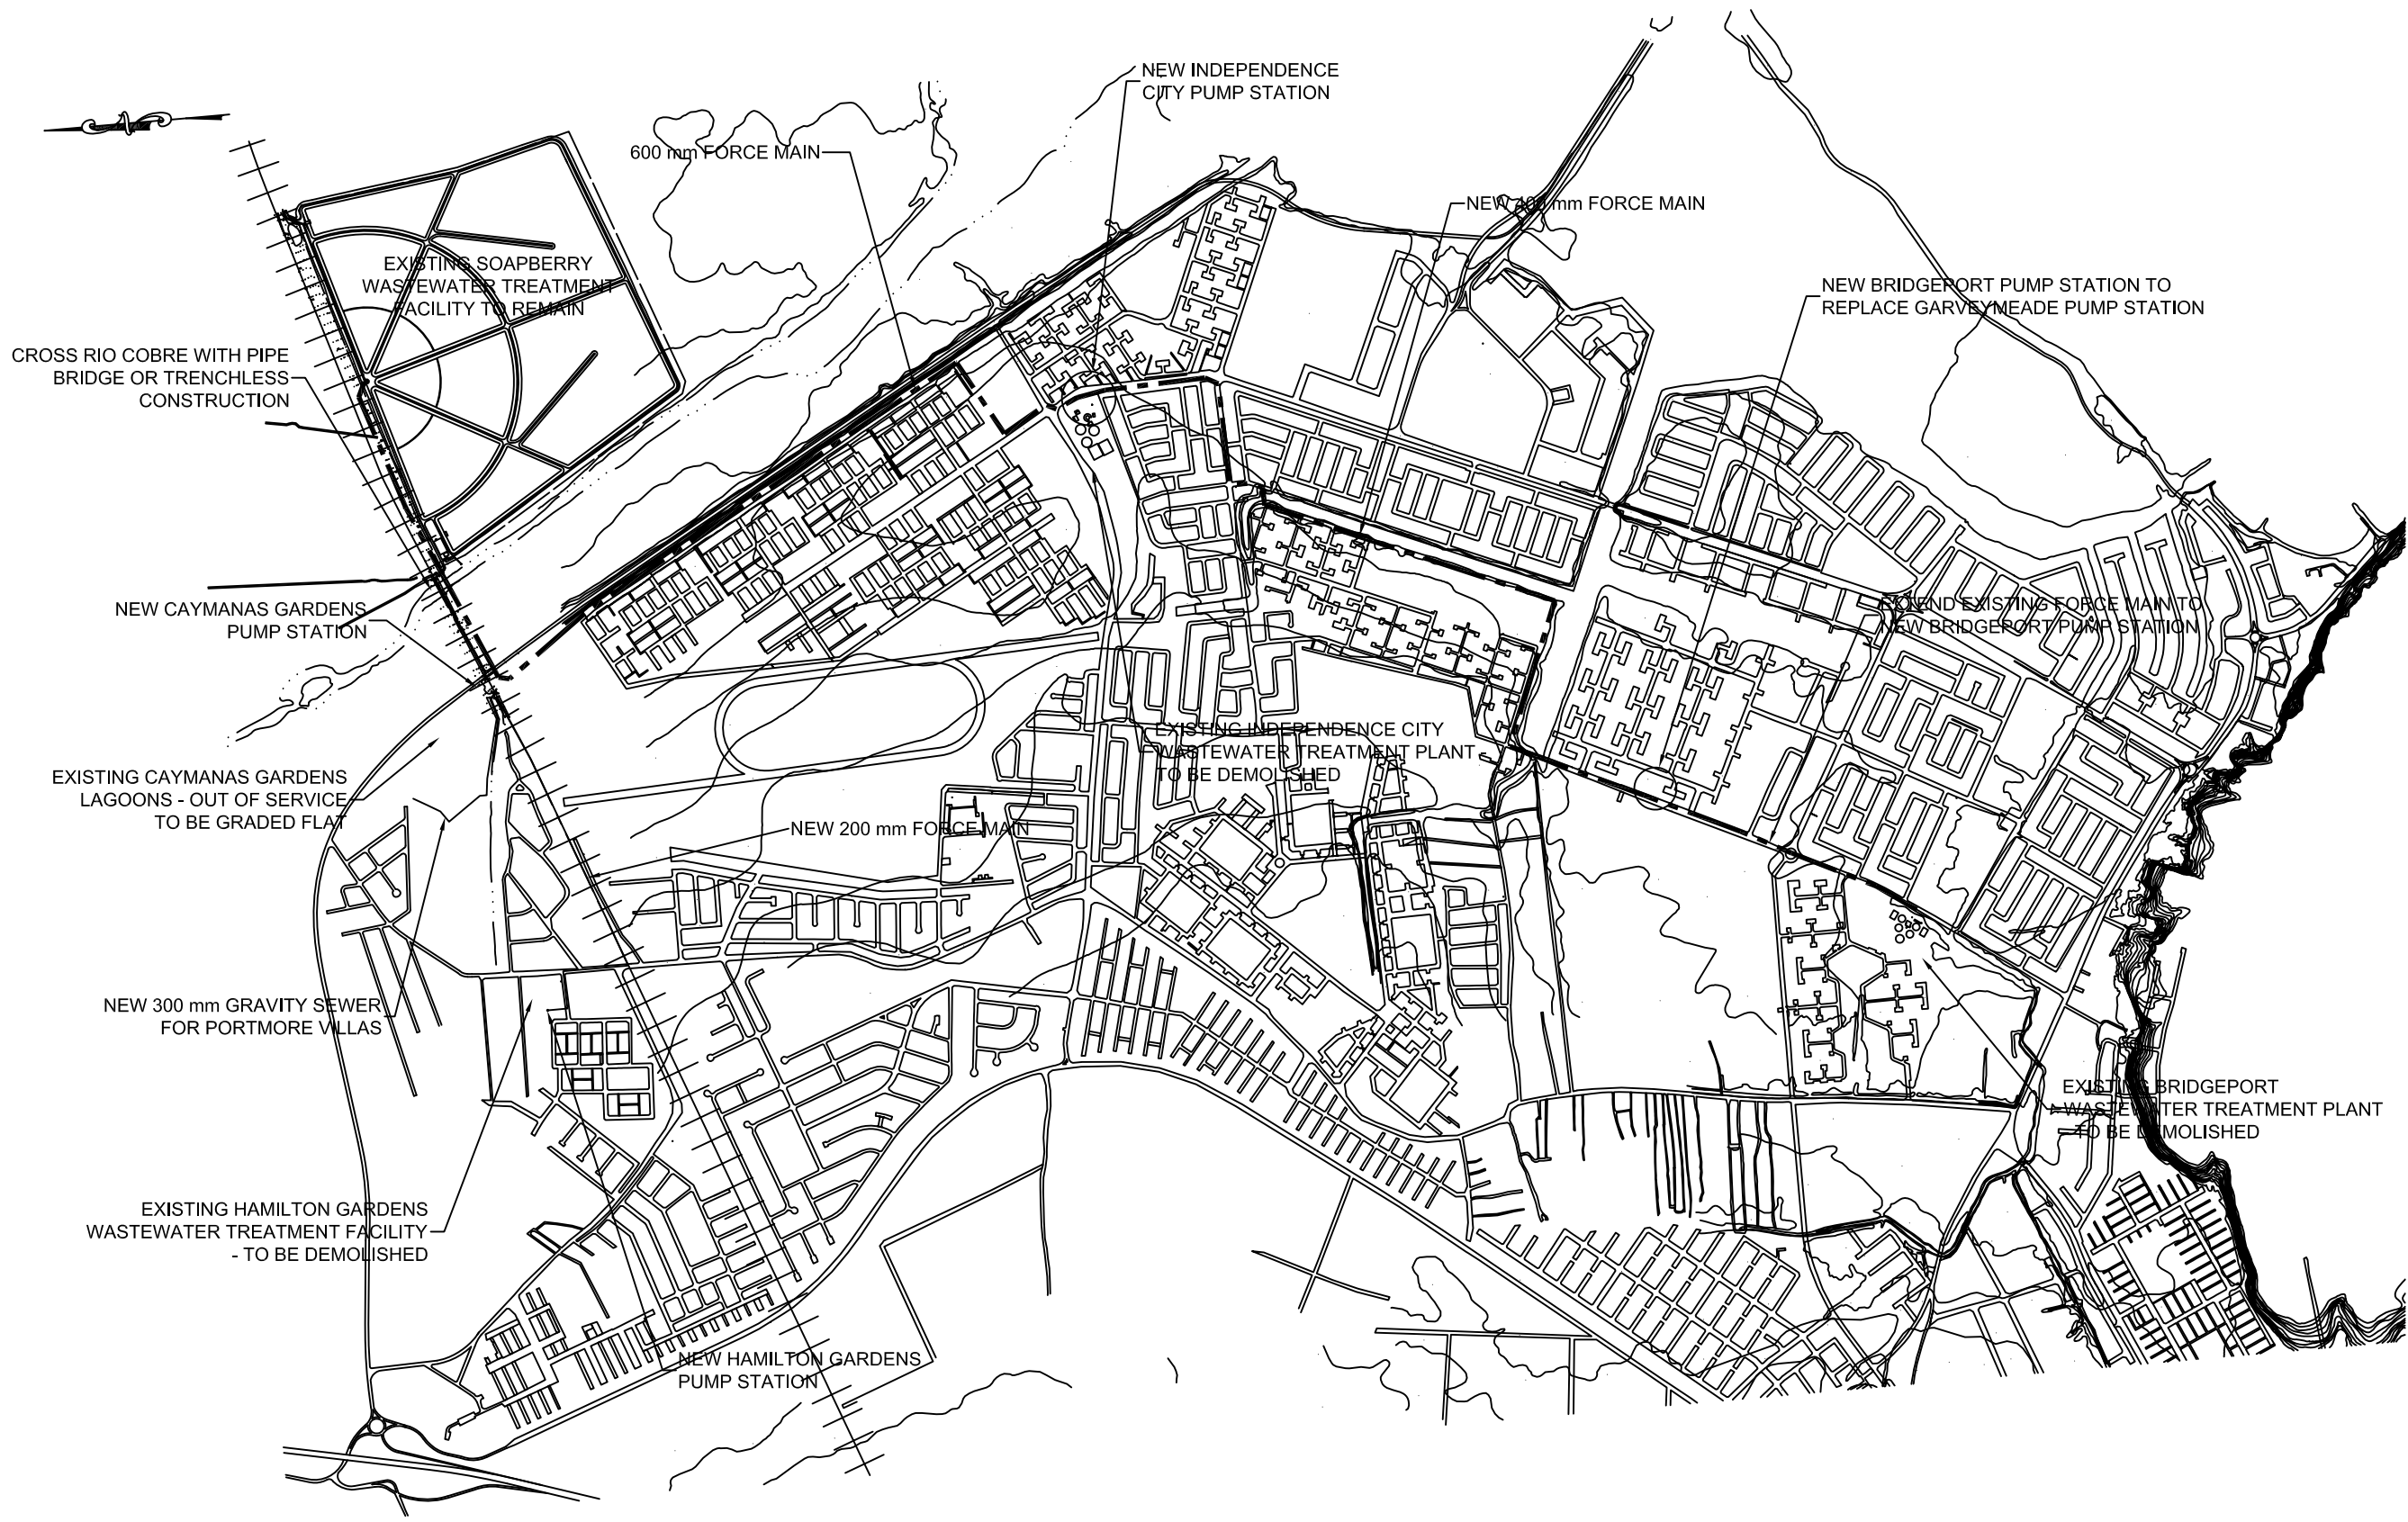 NEW INDEPENDENCE
CITY PUMP STATION
600 mm FORCE MAIN
NEW 400 mm FORCE MAIN
EXISTING SOAPBERRY
WASTEWATER TREATMENT
FACILITY TO REMAIN
NEW BRIDGEPORT PUMP STATION TO
REPLACE GARVEYMEADE PUMP STATION
CROSS RIO COBRE WITH PIPE
BRIDGE OR TRENCHLESS
CONSTRUCTION
NEW CAYMANAS GARDENS
PUMP STATION
EXTEND EXISTING FORCE MAIN TO
NEW BRIDGEPORT PUMP STATION
EXISTING INDEPENDENCE CITY
WASTEWATER TREATMENT PLANT
TO BE DEMOLISHED
EXISTING CAYMANAS GARDENS
LAGOONS - OUT OF SERVICE
TO BE GRADED FLAT
NEW 200 mm FORCE MAIN
NEW 300 mm GRAVITY SEWER
FOR PORTMORE VILLAS
EXISTING BRIDGEPORT
WASTEWATER TREATMENT PLANT
TO BE DEMOLISHED
EXISTING HAMILTON GARDENS
WASTEWATER TREATMENT FACILITY
- TO BE DEMOLISHED
NEW HAMILTON GARDENS
PUMP STATION